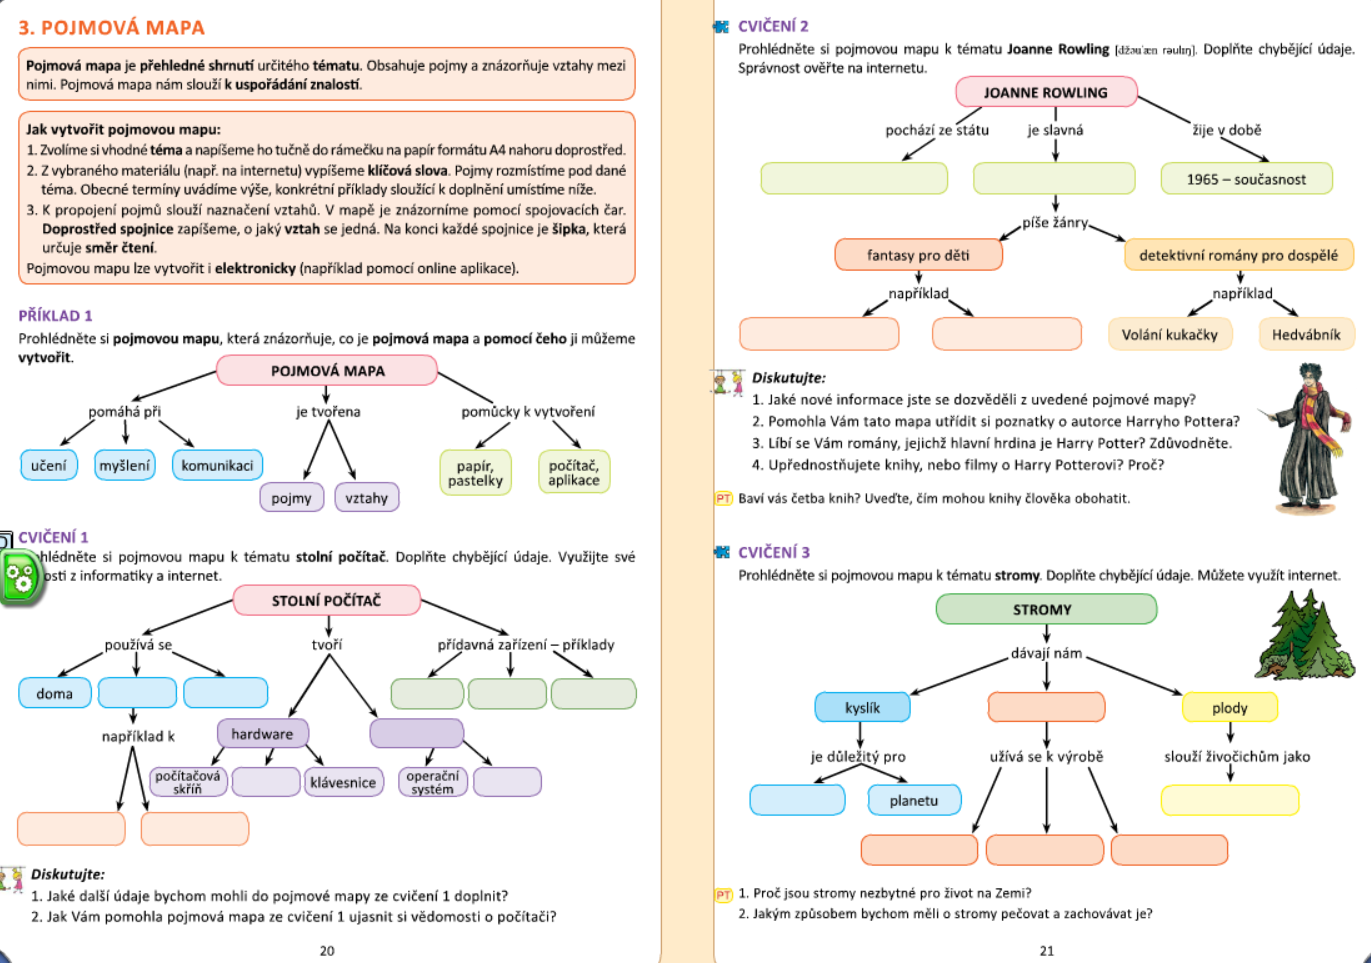 3. POJMOVÁ MAPA
Pojmová mapa je přehledné shrnutí určitého tématu. Obsahuje pojmy a znázorňuje vztahy mezi
nimi. Pojmová mapa nám slouží k uspořádání znalostí.
Jak vytvořit pojmovou mapu:
1. Zvolíme si vhodné téma a napíšeme ho tučně do rámečku na papír formátu A4 nahoru doprostřed.
2. Z vybraného materiálu (např. na internetu) vypíšeme klíčová slova. Pojmy rozmístíme pod dané
téma. Obecné termíny uvádíme výše, konkrétní příklady sloužící k doplnění umístíme níže.
3. K propojení pojmů slouží naznačení vztahů. V mapě je znázorníme pomocí spojovacích čar.
Doprostřed spojnice zapíšeme, o jaký vztah se jedná. Na konci každé spojnice je šipka, která
určuje směr čtení.
Pojmovou mapu lze vytvořit i elektronicky (například pomocí online aplikace).
PŘÍKLAD 1
Prohlédněte si pojmovou mapu, která znázorňuje, co je pojmová mapa a pomocí čeho ji můžeme
vytvořit.
POJMOVÁ MAPA
pomáhá při
je tvořena
pomůcky k vytvoření
učení
myšlení
komunikaci
papír,
pastelky
počítač,
aplikace
pojmy
vztahy
CVIČENÍ 1
hlédněte si pojmovou mapu k tématu stolní počítač. Doplňte chybějící údaje. Využijte své
osti z informatiky a internet.
STOLNÍ POČÍTAČ
používá se
tvoří
přídavná zařízení – příklady
doma
například k
hardware
počítačová
skříň
klávesnice
operační
systém
Diskutujte:
1. Jaké další údaje bychom mohli do pojmové mapy ze cvičení 1 doplnit?
2. Jak Vám pomohla pojmová mapa ze cvičení 1 ujasnit si vědomosti o počítači?
20
CVIČENÍ 2
Prohlédněte si pojmovou mapu k tématu Joanne Rowling [džəuˈæn rəulɪŋ]. Doplňte chybějící údaje.
Správnost ověřte na internetu.
JOANNE ROWLING
pochází ze státu
je slavná
žije v době
1965 – současnost
píše žánry
fantasy pro děti
detektivní romány pro dospělé
například
například
Volání kukačky
Hedvábník
Diskutujte:
1. Jaké nové informace jste se dozvěděli z uvedené pojmové mapy?
2. Pomohla Vám tato mapa utřídit si poznatky o autorce Harryho Pottera?
3. Líbí se Vám romány, jejichž hlavní hrdina je Harry Potter? Zdůvodněte.
4. Upřednostňujete knihy, nebo filmy o Harry Potterovi? Proč?
PT Baví vás četba knih? Uveďte, čím mohou knihy člověka obohatit.
CVIČENÍ 3
Prohlédněte si pojmovou mapu k tématu stromy. Doplňte chybějící údaje. Můžete využít internet.
STROMY
dávají nám
kyslík
plody
je důležitý pro
užívá se k výrobě
slouží živočichům jako
planetu
PT 1. Proč jsou stromy nezbytné pro život na Zemi?
2. Jakým způsobem bychom měli o stromy pečovat a zachovávat je?
21